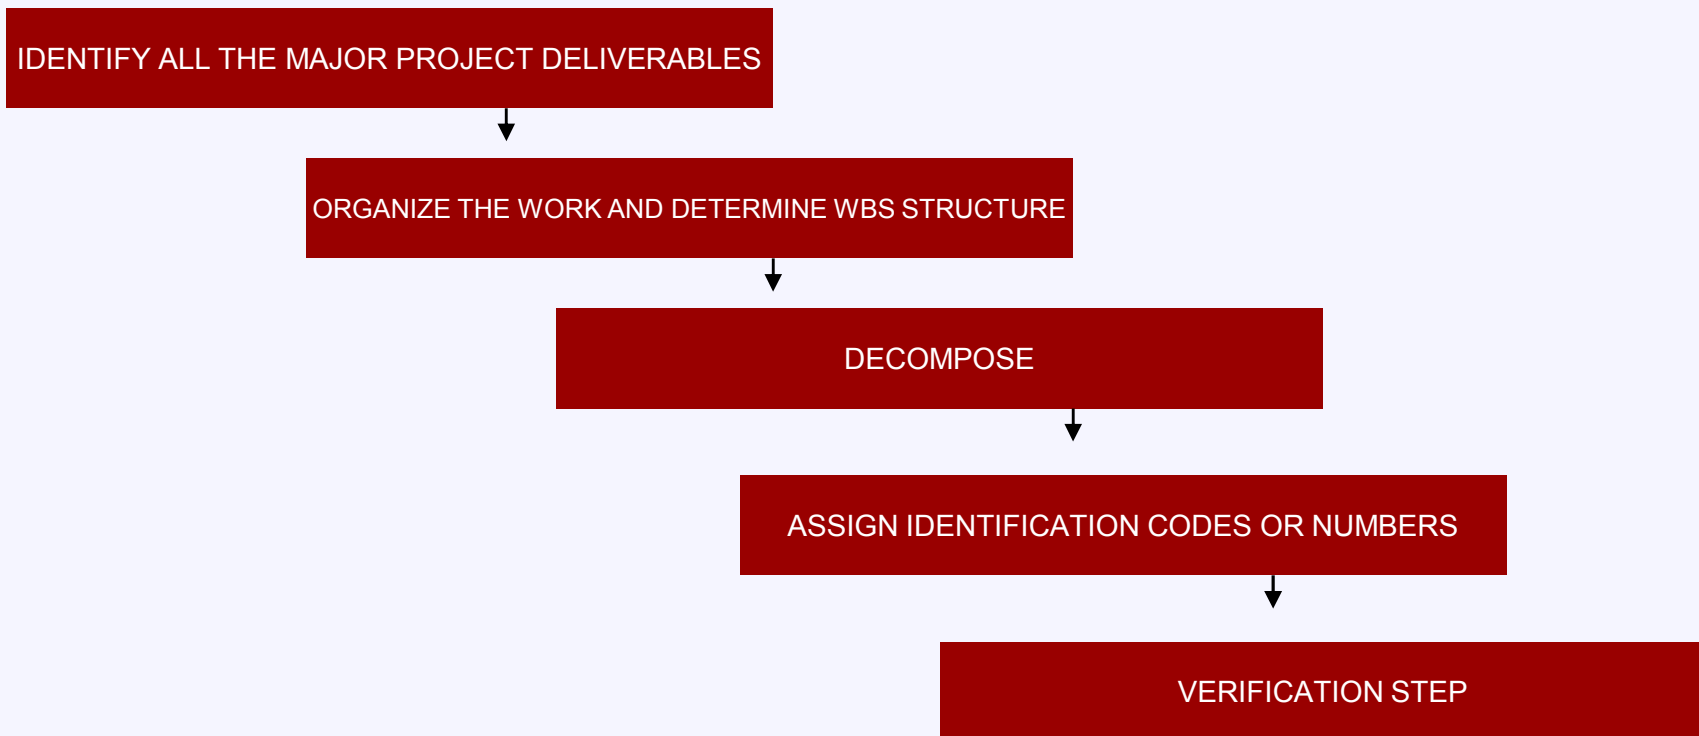 IDENTIFY ALL THE MAJOR PROJECT DELIVERABLES
ORGANIZE THE WORK AND DETERMINE WBS STRUCTURE
DECOMPOSE
ASSIGN IDENTIFICATION CODES OR NUMBERS
VERIFICATION STEP